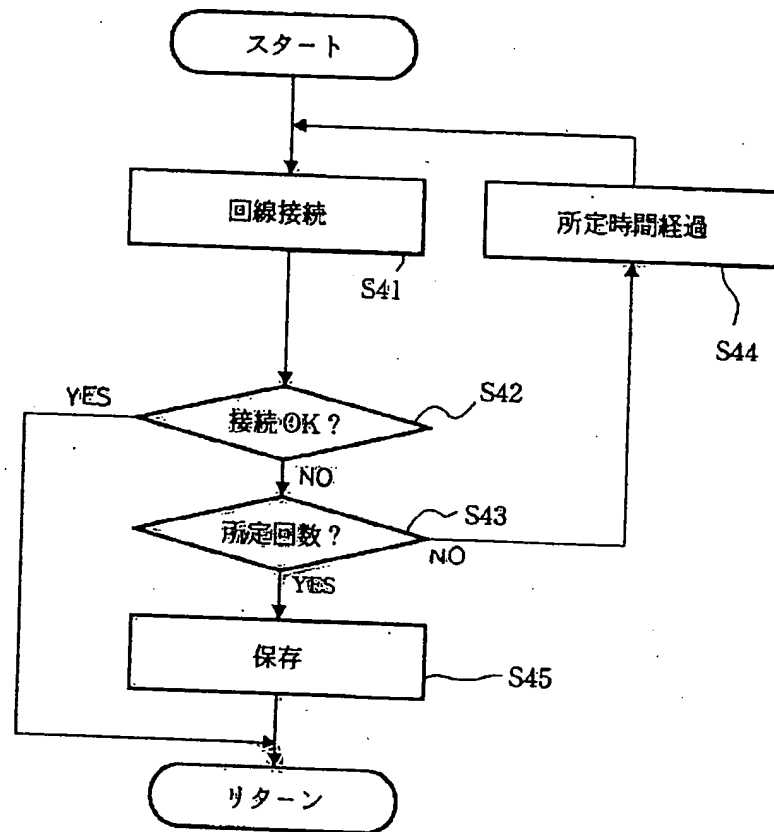 スタート
回線接続
S41
所定時間経過
S44
接続OK?
S42
YES
NO
所定回数?
S43
NO
YES
保存
S45
リターン